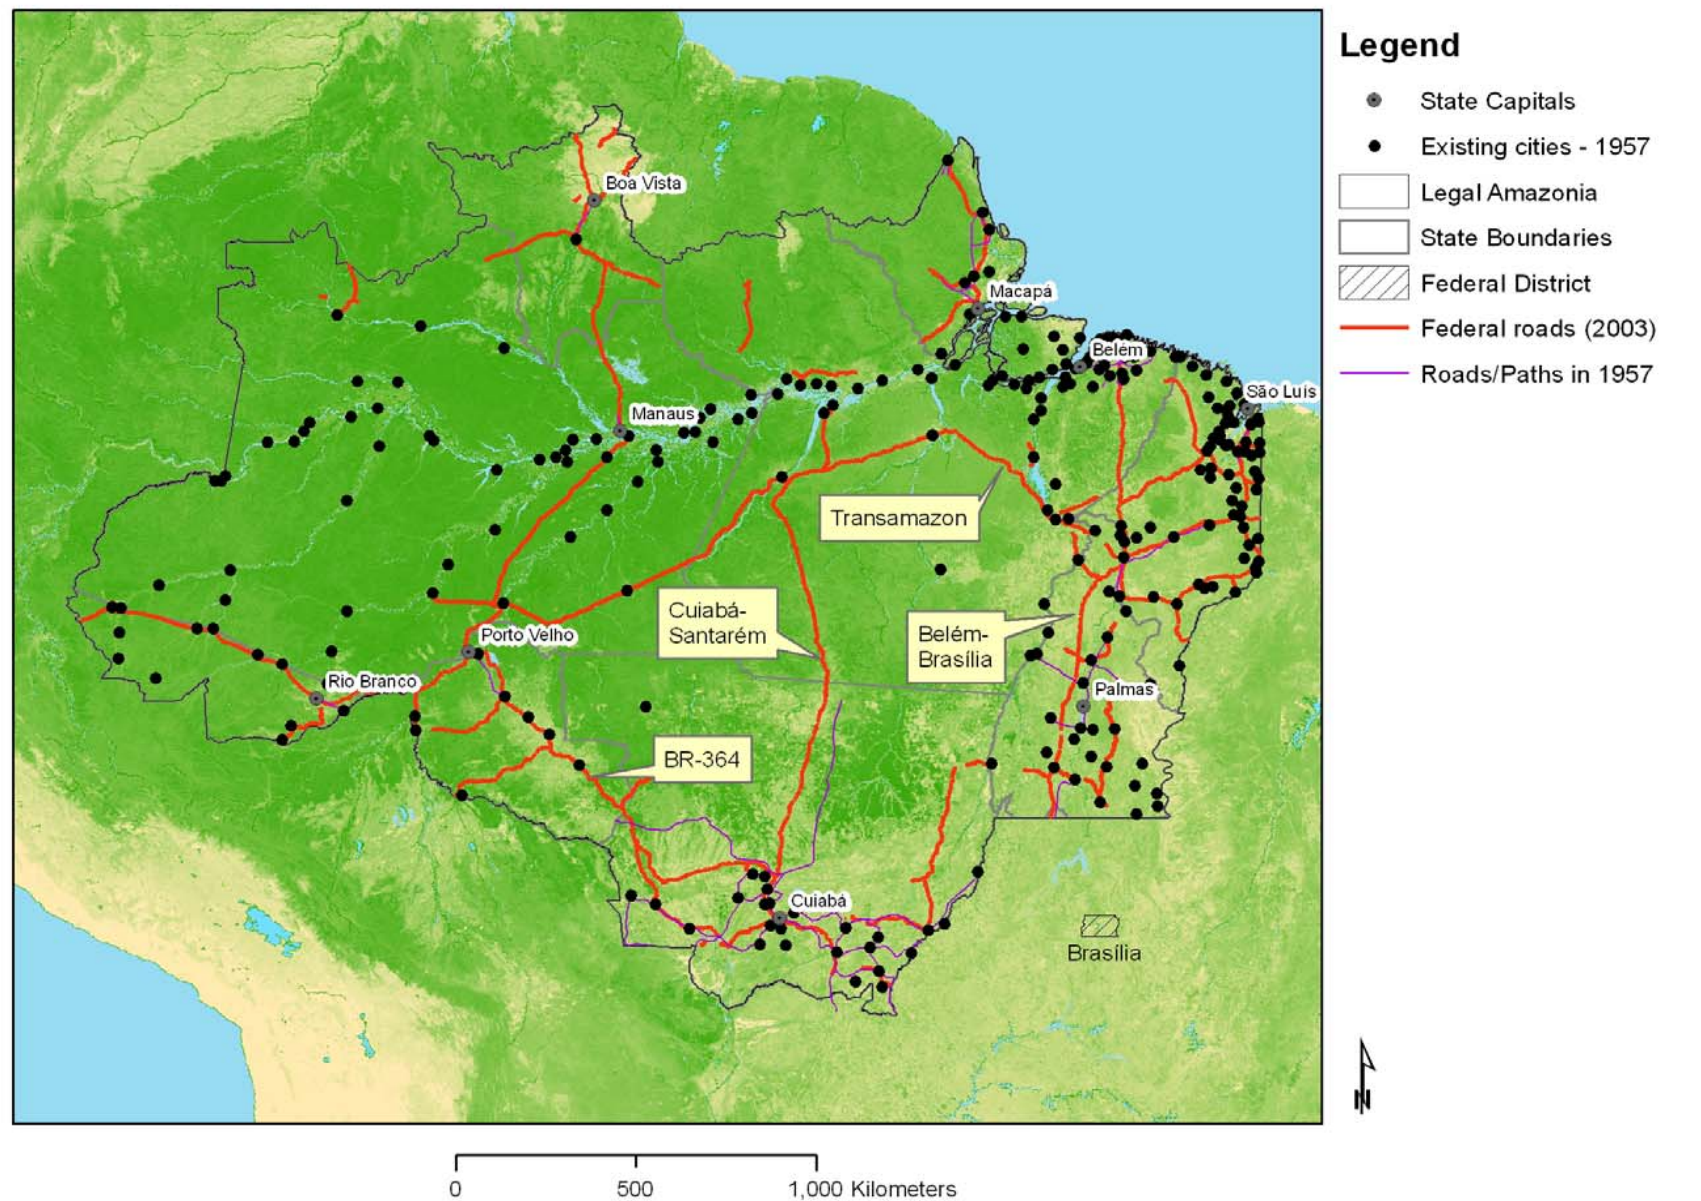 Legend
State Capitals
Existing cities - 1957
Legal Amazonia
State Boundaries
Federal District
Federal roads (2003)
Roads/Paths in 1957
Boa Vista
Macapá
Belém
São Luís
Manaus
Transamazon
Cuiabá-
Santarém
Belém-
Brasília
Porto Velho
Rio Branco
Palmas
BR-364
Cuiabá
Brasília
N
0 500 1,000 Kilometers